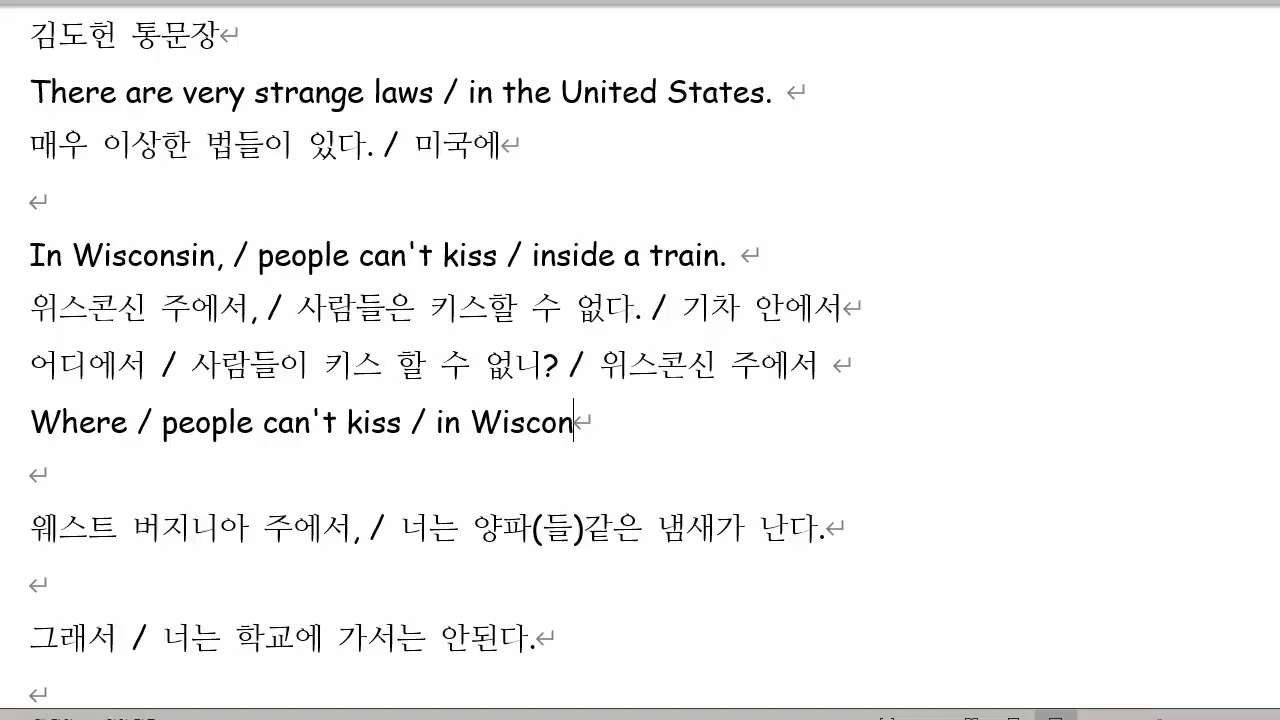 김도헌 통문장
There are very strange laws / in the United States.
매우 이상한 법들이 있다. / 미국에
In Wisconsin, / people can't kiss / inside a train.
위스콘신 주에서, / 사람들은 키스할 수 없다. / 기차 안에서
어디에서 / 사람들이 키스 할 수 없니? / 위스콘신 주에서
Where / people can't kiss / in Wiscon
웨스트 버지니아 주에서, / 너는 양파(들)같은 냄새가 난다.
그래서 / 너는 학교에 가서는 안된다.